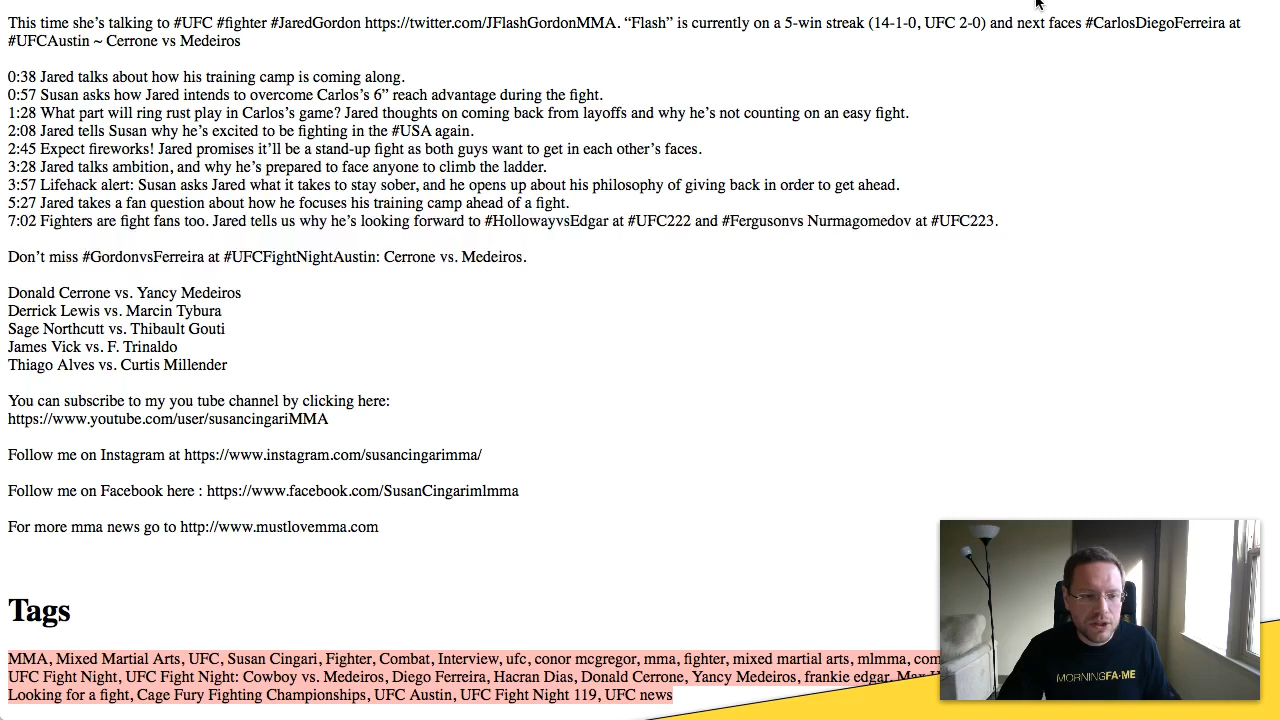 This time she’s talking to #UFC #fighter #JaredGordon https://twitter.com/JFlashGordonMMA. “Flash” is currently on a 5-win streak (14-1-0, UFC 2-0) and next faces #CarlosDiegoFerreira at
#UFCAustin ~ Cerrone vs Medeiros
0:38 Jared talks about how his training camp is coming along.
0:57 Susan asks how Jared intends to overcome Carlos’s 6” reach advantage during the fight.
1:28 What part will ring rust play in Carlos’s game? Jared thoughts on coming back from layoffs and why he’s not counting on an easy fight.
2:08 Jared tells Susan why he’s excited to be fighting in the #USA again.
2:45 Expect fireworks! Jared promises it’ll be a stand-up fight as both guys want to get in each other’s faces.
3:28 Jared talks ambition, and why he’s prepared to face anyone to climb the ladder.
3:57 Lifehack alert: Susan asks Jared what it takes to stay sober, and he opens up about his philosophy of giving back in order to get ahead.
5:27 Jared takes a fan question about how he focuses his training camp ahead of a fight.
7:02 Fighters are fight fans too. Jared tells us why he’s looking forward to #HollowayvsEdgar at #UFC222 and #Fergusonvs Nurmagomedov at #UFC223.
Don’t miss #GordonvsFerreira at #UFCFightNightAustin: Cerrone vs. Medeiros.
Donald Cerrone vs. Yancy Medeiros
Derrick Lewis vs. Marcin Tybura
Sage Northcutt vs. Thibault Gouti
James Vick vs. F. Trinaldo
Thiago Alves vs. Curtis Millender
You can subscribe to my you tube channel by clicking here:
https://www.youtube.com/user/susancingariMMA
Follow me on Instagram at https://www.instagram.com/susancingarimma/
Follow me on Facebook here : https://www.facebook.com/SusanCingarimlmma
For more mma news go to http://www.mustlovemma.com
Tags
MMA, Mixed Martial Arts, UFC, Susan Cingari, Fighter, Combat, Interview, ufc, conor mcgregor, mma, fighter, mixed martial arts, mlmma,
UFC Fight Night, UFC Fight Night: Cowboy vs. Medeiros, Diego Ferreira, Hacran Dias, Donald Cerrone, Yancy Medeiros, frankie edgar,
Looking for a fight, Cage Fury Fighting Championships, UFC Austin, UFC Fight Night 119, UFC news
MORNINGFAME